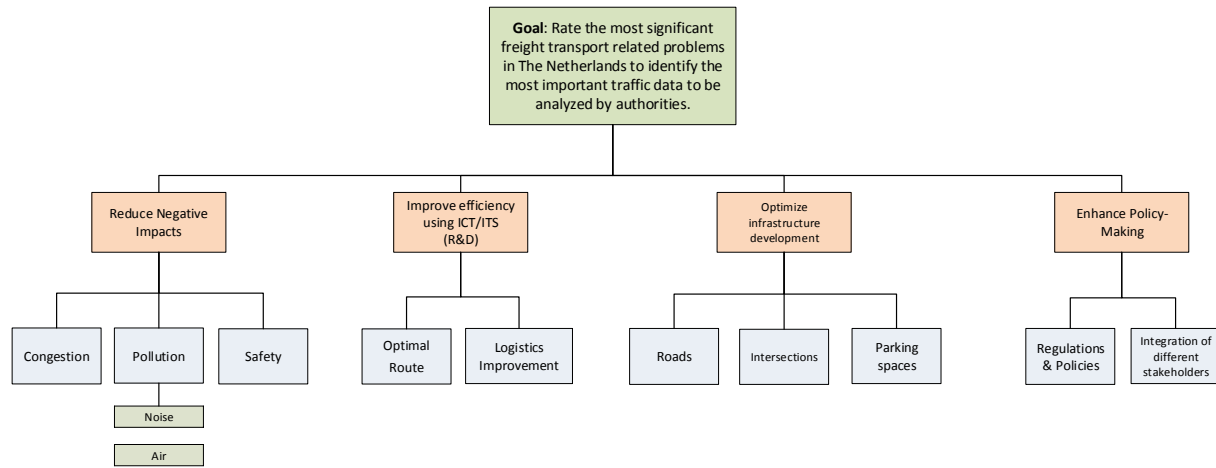 Goal: Rate the most significant
freight transport related problems
in The Netherlands to identify the
most important traffic data to be
analyzed by authorities.
Reduce Negative
Impacts
Improve efficiency
using ICT/ITS
(R&D)
Optimize
infrastructure
development
Enhance Policy-
Making
Congestion
Pollution
Safety
Optimal
Route
Logistics
Improvement
Roads
Intersections
Parking
spaces
Regulations
& Policies
Integration of
different
stakeholders
Noise
Air